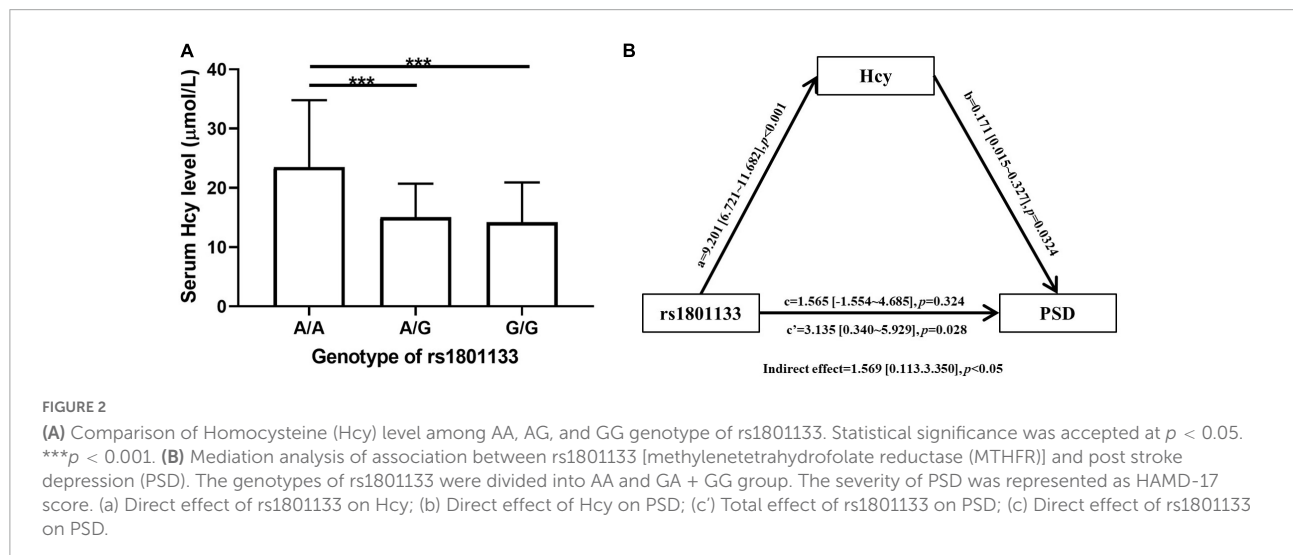 A
***
***
Serum Hcy level (μmol/L)
40
30
20
10
0
A/A A/G G/G
Genotype of rs1801133
B
Hcy
a=9.201 [6.721~11.682], p<0.001
b=0.171 [0.015~0.327], p=0.0324
rs1801133
c=1.565 [-1.554~4.685], p=0.324
c'=3.135 [0.340~5.929], p=0.028
PSD
Indirect effect=1.569 [0.113.3.350], p<0.05
FIGURE 2
(A) Comparison of Homocysteine (Hcy) level among AA, AG, and GG genotype of rs1801133. Statistical significance was accepted at p < 0.05.
***p < 0.001. (B) Mediation analysis of association between rs1801133 [methylenetetrahydrofolate reductase (MTHFR)] and post stroke
depression (PSD). The genotypes of rs1801133 were divided into AA and GA + GG group. The severity of PSD was represented as HAMD-17
score. (a) Direct effect of rs1801133 on Hcy; (b) Direct effect of Hcy on PSD; (c') Total effect of rs1801133 on PSD; (c) Direct effect of rs1801133
on PSD.